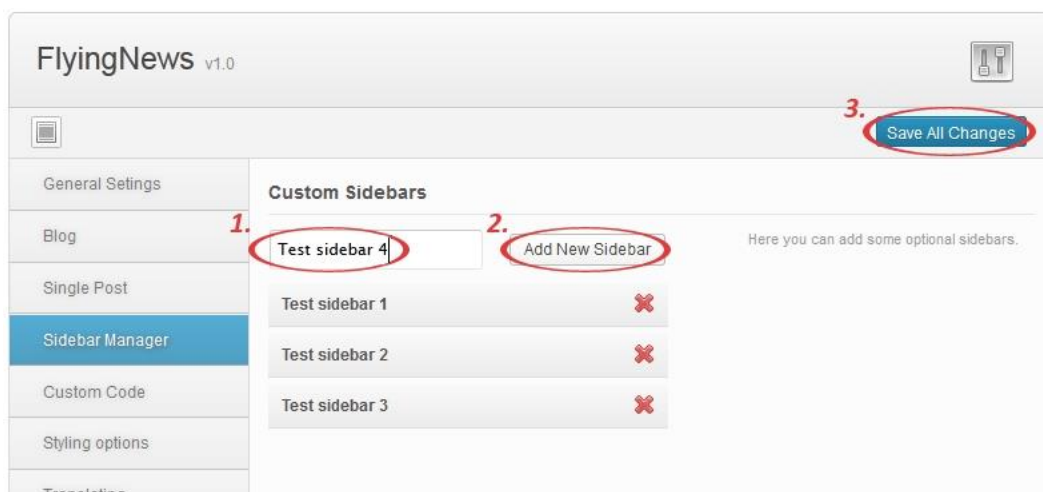 FlyingNews v1.0
3.
Save All Changes
General Setings
Custom Sidebars
Blog
1.
Test sidebar 4
2.
Add New Sidebar
Here you can add some optional sidebars.
Single Post
Test sidebar 1
Sidebar Manager
Test sidebar 2
Custom Code
Test sidebar 3
Styling options